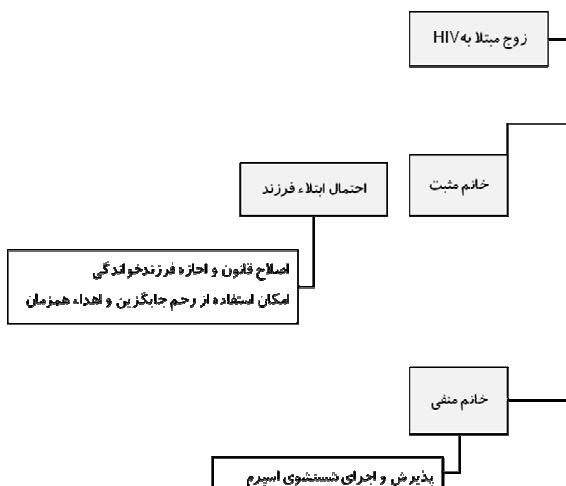 زوج مبتلا به HIV
خانم مثبت
احتمال ابتلاء فرزند
اصلاح قانون و اجازه فرزندخواندگی
امکان استفاده از رحم جایگزین و اهداء همزمان
خانم منفی
پذیرش و اجرای شستشوی اسپرم